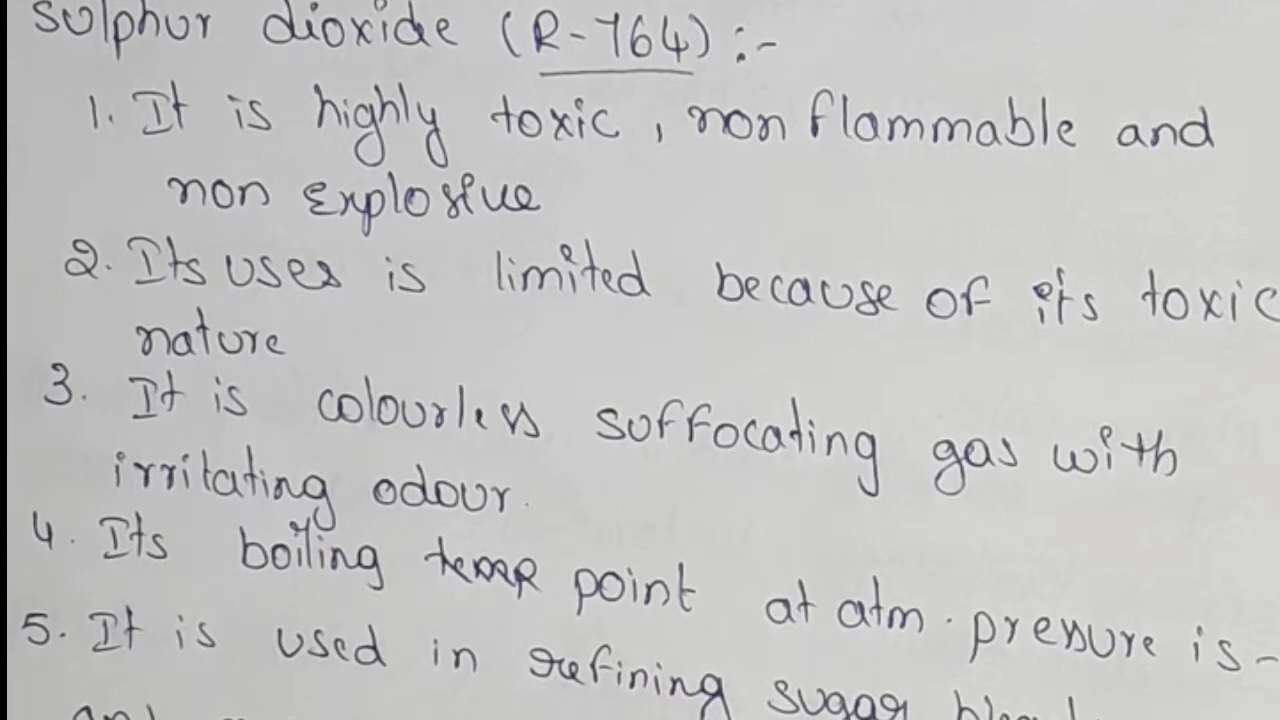 Sulphur dioxide (R-764) :-
1. It is highly toxic, non flammable and
non Explosive
2. Its uses is limited because of its toxic
nature
3. It is colourless suffocating gas with
irritating odour.
4. Its boiling point at atm. pressure is -
5. It is used in refining sugar